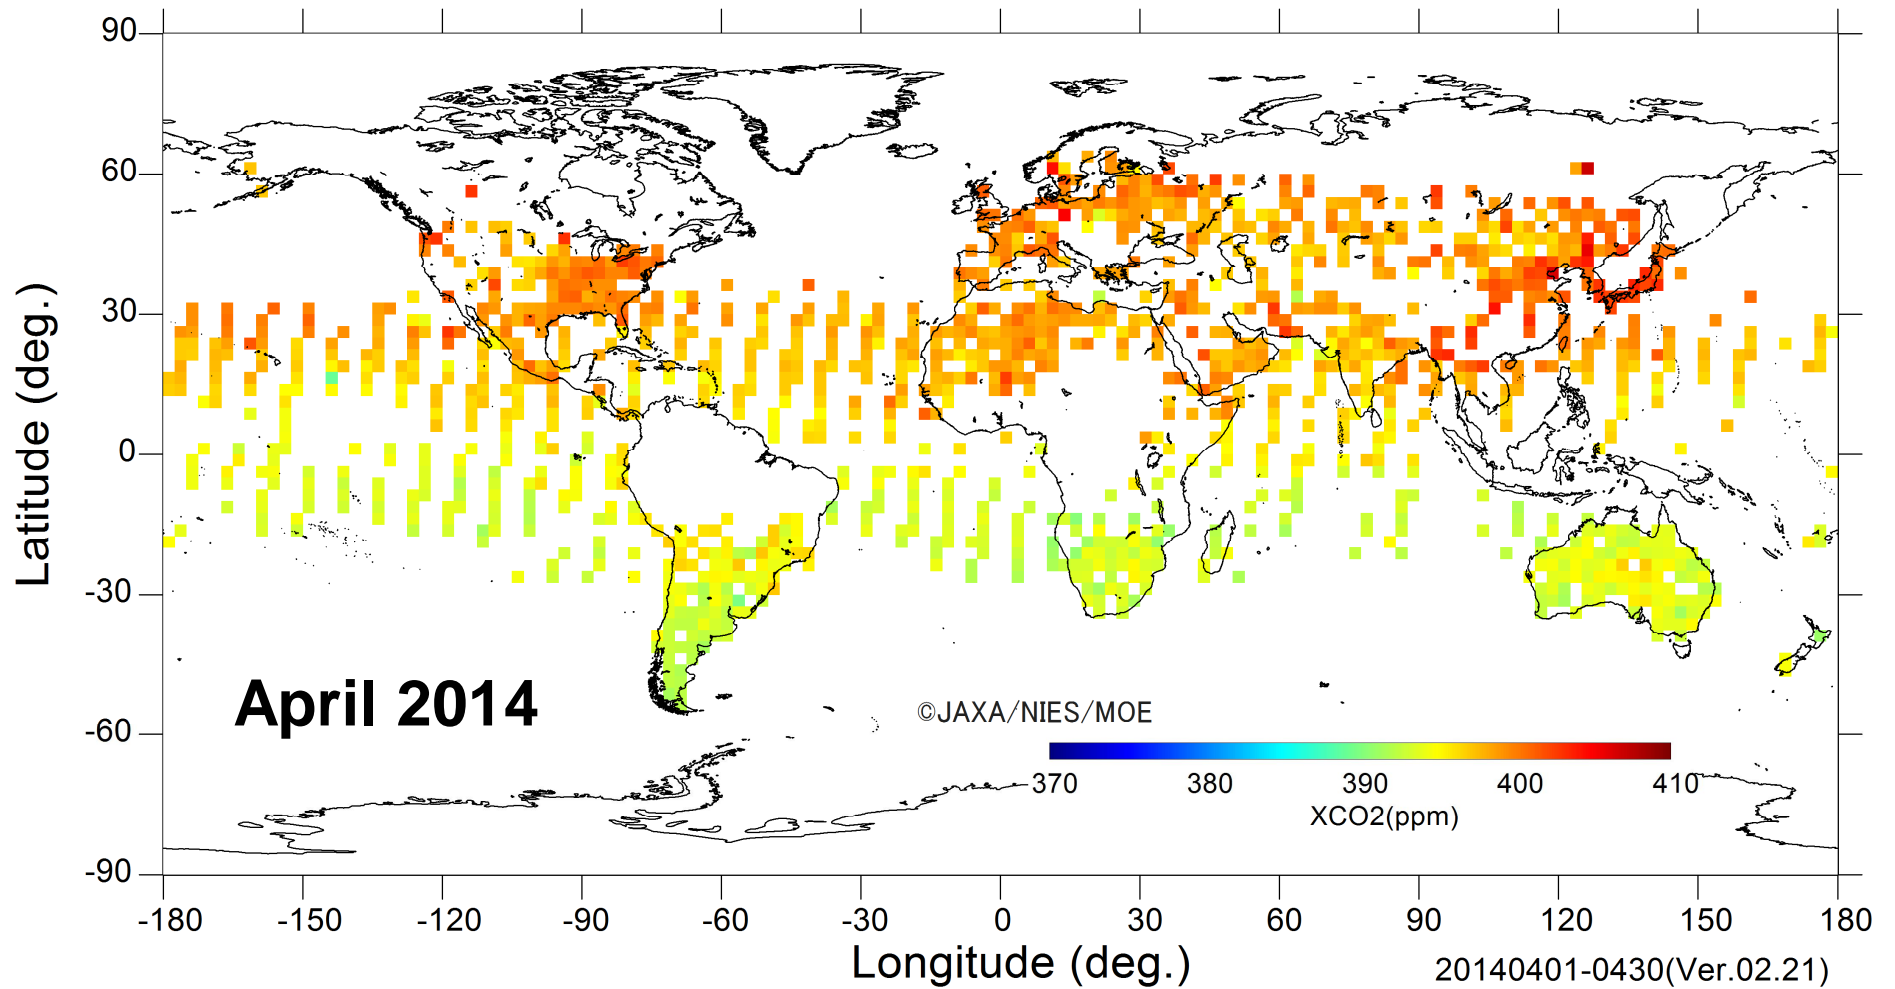 90
60
30
0
-30
-60
-90
Latitude (deg.)
April 2014
©JAXA/NIES/MOE
370 380 390 400 410
XCO2(ppm)
-180 -150 -120 -90 -60 -30 0 30 60 90 120 150 180
Longitude (deg.)
20140401-0430(Ver.02.21)